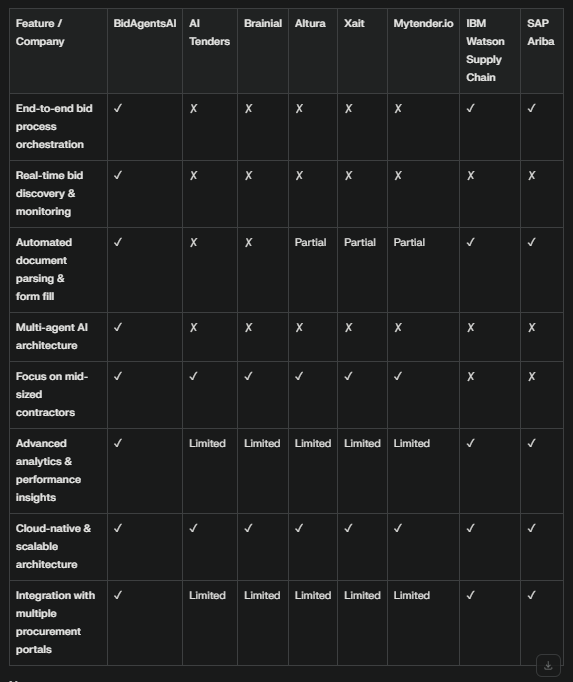 Feature / Company BidAgentsAI AI Tenders Brainial Altura Xait Mytender.io IBM Watson Supply Chain SAP Ariba
End-to-end bid process orchestration ✓ ✗ ✗ ✗ ✗ ✗ ✓ ✓
Real-time bid discovery & monitoring ✓ ✗ ✗ ✗ ✗ ✗ ✗ ✗
Automated document parsing & form fill ✓ ✗ ✗ Partial Partial Partial ✓ ✓
Multi-agent AI architecture ✓ ✗ ✗ ✗ ✗ ✗ ✗ ✗
Focus on mid-sized contractors ✓ ✓ ✓ ✓ ✓ ✓ ✗ ✗
Advanced analytics & performance insights ✓ Limited Limited Limited Limited Limited ✓ ✓
Cloud-native & scalable architecture ✓ ✓ ✓ ✓ ✓ ✓ ✓ ✓
Integration with multiple procurement portals ✓ Limited Limited Limited Limited Limited ✓ ✓